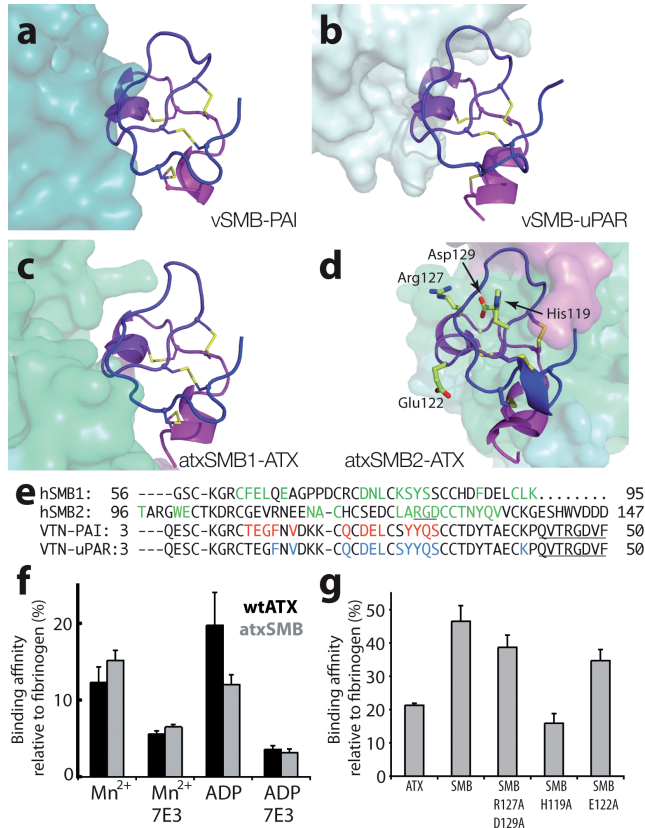 a
b
vSMB-PAI
vSMB-uPAR
c
d
Asp129
Arg127
His119
Glu122
atxSMB1-ATX
atxSMB2-ATX
e
hSMB1: 56 ----GSC-KGRCFELQEAGPPDCRCDNLCKSYSSCCHDFDELCLK........ 95
hSMB2: 96 TARGWECTKDRCGEVRNEENA-CHCSEDCLARGDCCTNYQVVCKGESHWVDDD 147
VTN-PAI: 3 -QESC-KGRCTEGFNVDKK-CQCDELCSYYQSCCTDYTAECKPQVTRGDVF 50
VTN-uPAR:3 -QESC-KGRCTEGFNVDKK-CQCDELCSYYQSCCTDYTAECKPQVTRGDVF 50
f
Binding affinity
relative to fibrinogen (%)
20
10
0
wtATX
atxSMB
Mn2+
Mn2+
7E3
ADP
ADP
7E3
g
Binding affinity
relative to fibrinogen (%)
50
40
30
20
10
0
ATX
SMB
SMB
R127A
D129A
SMB
H119A
SMB
E122A